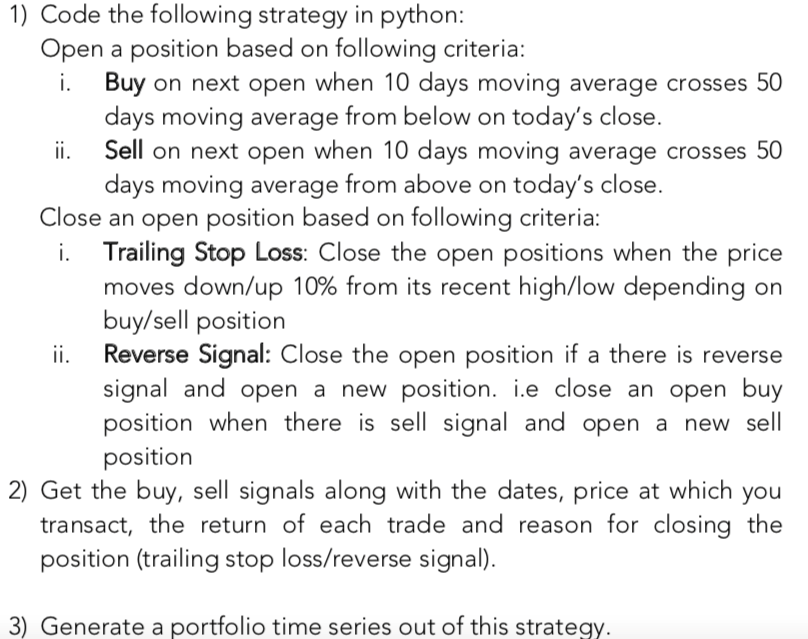 1) Code the following strategy in python:
Open a position based on following criteria:
i. Buy on next open when 10 days moving average crosses 50
days moving average from below on today's close.
ii. Sell on next open when 10 days moving average crosses 50
days moving average from above on today's close.
Close an open position based on following criteria:
i. Trailing Stop Loss: Close the open positions when the price
moves down/up 10% from its recent high/low depending on
buy/sell position
ii. Reverse Signal: Close the open position if a there is reverse
signal and open a new position. i.e close an open buy
position when there is sell signal and open a new sell
position
2) Get the buy, sell signals along with the dates, price at which you
transact, the return of each trade and reason for closing the
position (trailing stop loss/reverse signal).
3) Generate a portfolio time series out of this strategy.